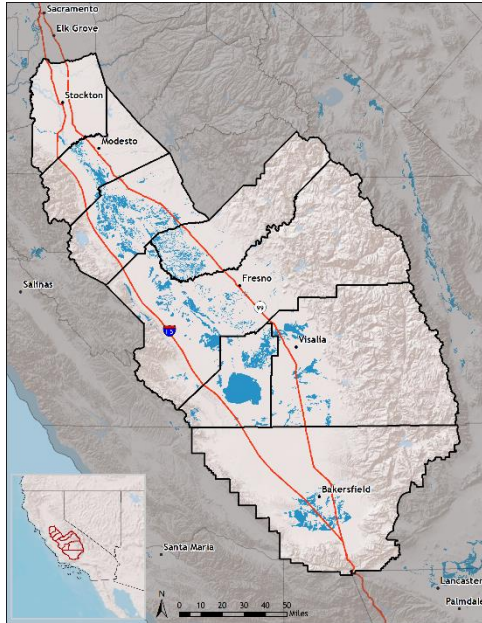 Sacramento
Elk Grove
Stockton
Modesto
Salinas
Fresno
99
Visalia
Bakersfield
Santa Maria
Lancaster
Palmdale
N
0 10 20 30 40 50
Miles